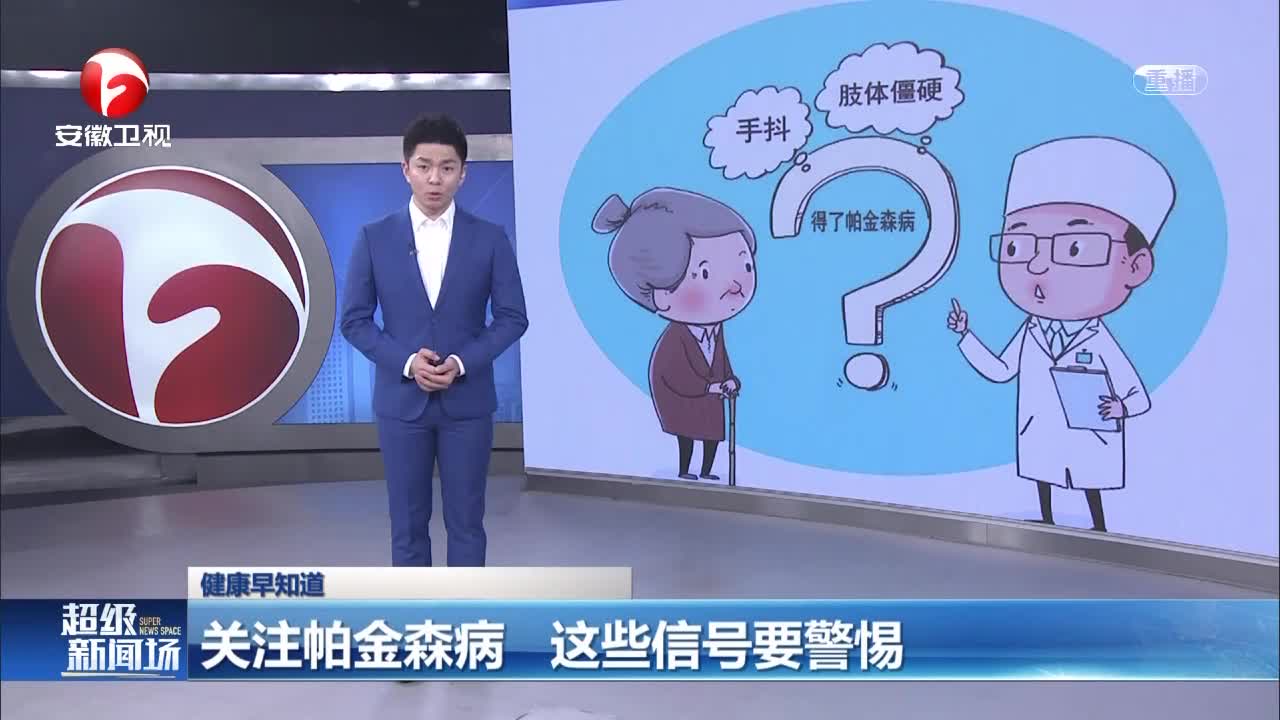 安徽卫视
重播
肢体僵硬
手抖
得了帕金森病
健康早知道
超级新闻场
SUPER
NEWS SPACE
关注帕金森病 这些信号要警惕